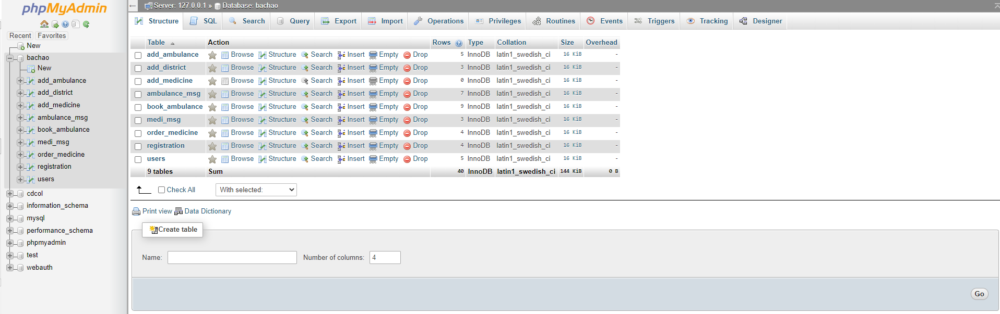 phpMyAdmin
Recent Favorites
New
bachao
New
add_ambulance
add_district
add_medicine
ambulance_msg
book_ambulance
medi_msg
order_medicine
registration
users
cdcol
information_schema
mysql
performance_schema
phpmyadmin
test
webauth
Server: 127.0.0.1 » Database: bachao
Structure SQL Search Query Export Import Operations Privileges Routines Events Triggers Tracking Designer
Table Action Rows Type Collation Size Overhead
add_ambulance Browse Structure Search Insert Empty Drop 5 InnoDB latin1_swedish_ci 16 KiB -
add_district Browse Structure Search Insert Empty Drop 3 InnoDB latin1_swedish_ci 16 KiB -
add_medicine Browse Structure Search Insert Empty Drop 0 InnoDB latin1_swedish_ci 16 KiB -
ambulance_msg Browse Structure Search Insert Empty Drop 7 InnoDB latin1_swedish_ci 16 KiB -
book_ambulance Browse Structure Search Insert Empty Drop 9 InnoDB latin1_swedish_ci 16 KiB -
medi_msg Browse Structure Search Insert Empty Drop 3 InnoDB latin1_swedish_ci 16 KiB -
order_medicine Browse Structure Search Insert Empty Drop 4 InnoDB latin1_swedish_ci 16 KiB -
registration Browse Structure Search Insert Empty Drop 4 InnoDB latin1_swedish_ci 16 KiB -
users Browse Structure Search Insert Empty Drop 5 InnoDB latin1_swedish_ci 16 KiB -
9 tables Sum 40 InnoDB latin1_swedish_ci 144 KiB 0 B
Check All With selected:
Print view Data Dictionary
Create table
Name: Number of columns: 4
Go